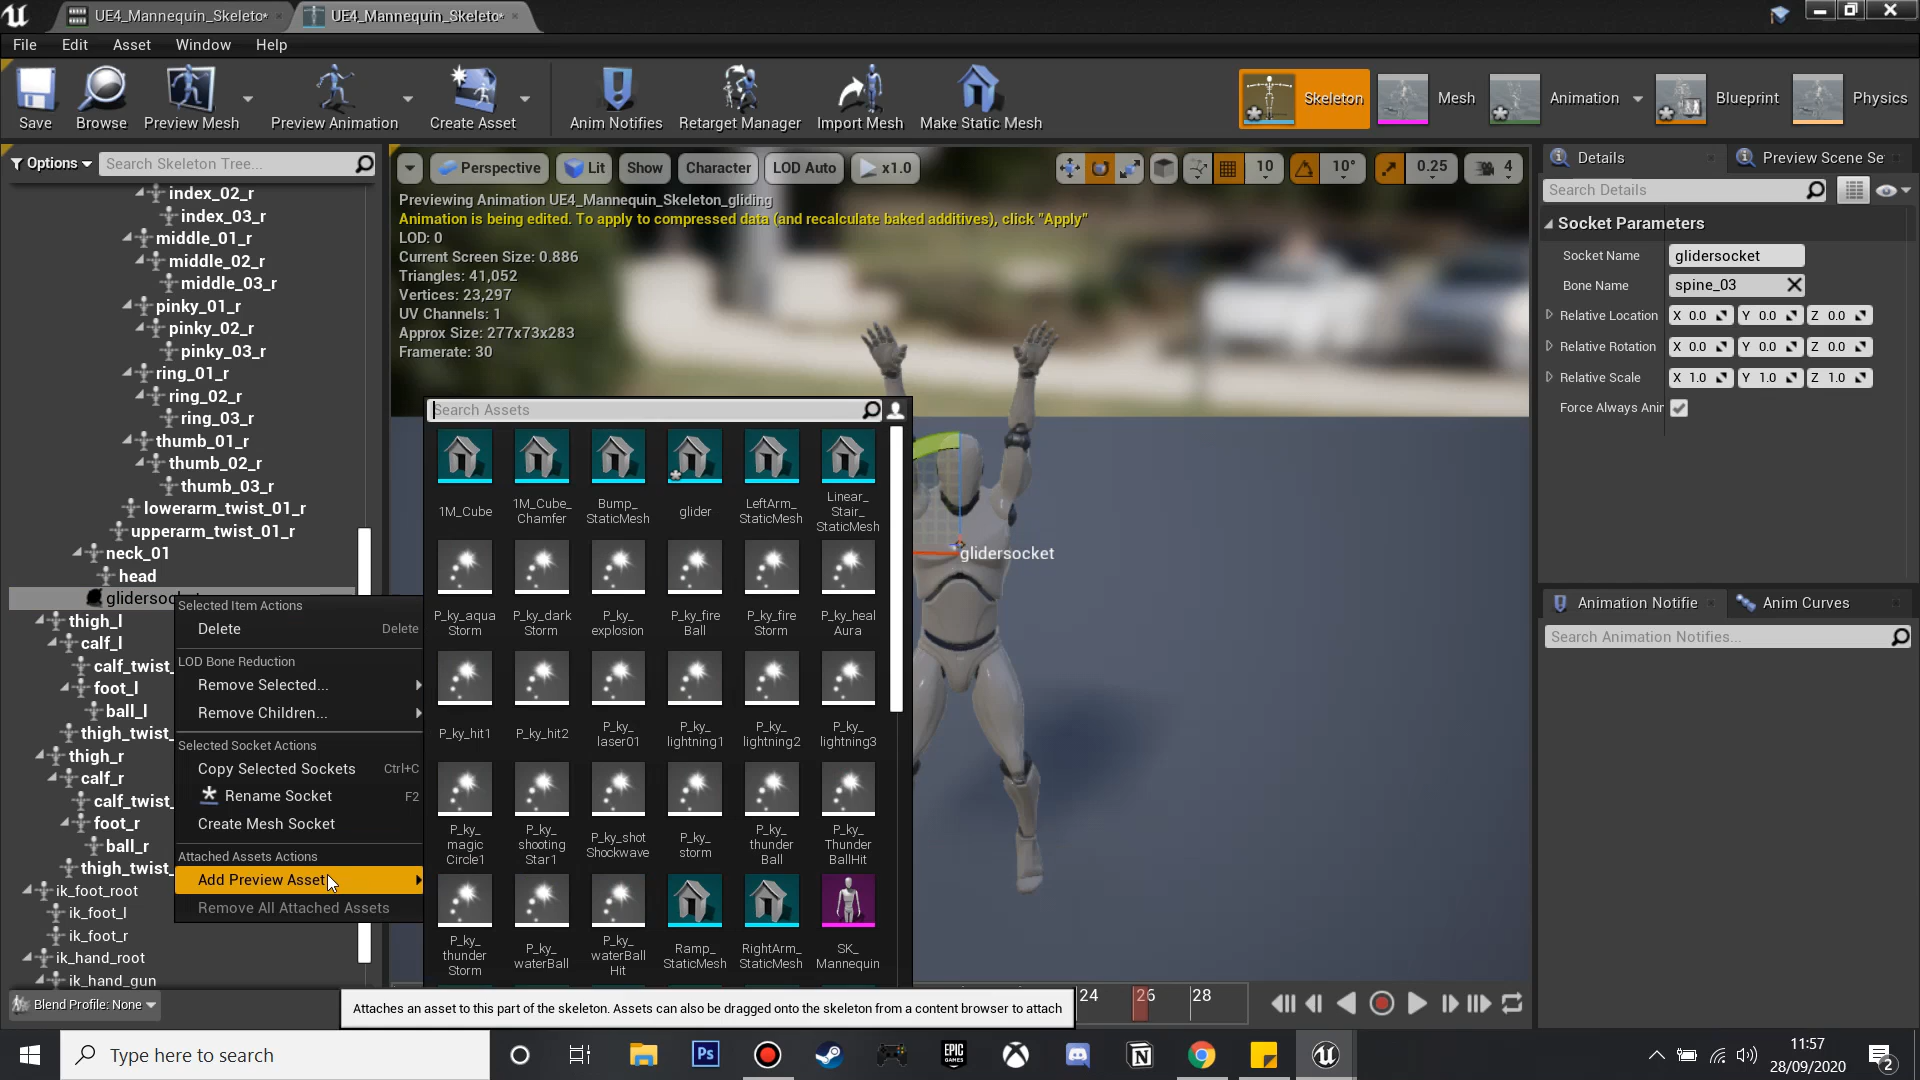 UE4_Mannequin_Skeleto*
UE4_Mannequin_Skeleto*
File Edit Asset Window Help
Save
Browse
Preview Mesh
Preview Animation
Create Asset
Anim Notifies
Retarget Manager
Import Mesh
Make Static Mesh
Skeleton
Mesh
Animation
Blueprint
Physics
Options
Search Skeleton Tree...
Perspective
Lit
Show
Character
LOD Auto
x1.0
10
10°
0.25
4
Previewing Animation UE4_Mannequin_Skeleton_gliding
Animation is being edited. To apply to compressed data (and recalculate baked additives), click "Apply"
LOD: 0
Current Screen Size: 0.886
Triangles: 41,052
Vertices: 23,297
UV Channels: 1
Approx Size: 277x73x283
Framerate: 30
index_02_r
index_03_r
middle_01_r
middle_02_r
middle_03_r
pinky_01_r
pinky_02_r
pinky_03_r
ring_01_r
ring_02_r
ring_03_r
thumb_01_r
thumb_02_r
thumb_03_r
lowerarm_twist_01_r
upperarm_twist_01_r
neck_01
head
glidersocket
thigh_l
calf_l
calf_twist_
foot_l
ball_l
thigh_twist_
thigh_r
calf_r
calf_twist_
foot_r
ball_r
thigh_twist_
ik_foot_root
ik_foot_l
ik_foot_r
ik_hand_root
ik_hand_gun
Blend Profile: None
Selected Item Actions
Delete Delete
LOD Bone Reduction
Remove Selected...
Remove Children...
Selected Socket Actions
Copy Selected Sockets Ctrl+C
Rename Socket F2
Create Mesh Socket
Attached Assets Actions
Add Preview Asset
Remove All Attached Assets
Search Assets
1M_Cube
1M_Cube_
Chamfer
Bump_
StaticMesh
glider
LeftArm_
StaticMesh
Linear_
Stair_
StaticMesh
P_ky_aqua
Storm
P_ky_dark
Storm
P_ky_
explosion
P_ky_fire
Ball
P_ky_fire
Storm
P_ky_heal
Aura
P_ky_hit1
P_ky_hit2
P_ky_
laser01
P_ky_
lightning1
P_ky_
lightning2
P_ky_
lightning3
P_ky_
magic
Circle1
P_ky_
shooting
Star1
P_ky_shot
Shockwave
P_ky_
storm
P_ky_
thunder
Ball
P_ky_
Thunder
BallHit
P_ky_
thunder
Storm
P_ky_
waterBall
P_ky_
waterBall
Hit
Ramp_
StaticMesh
RightArm_
StaticMesh
SK_
Mannequin
glidersocket
Attaches an asset to this part of the skeleton. Assets can also be dragged onto the skeleton from a content browser to attach
24 26 28
Details
Preview Scene Se
Search Details
Socket Parameters
Socket Name glidersocket
Bone Name spine_03
Relative Location X 0.0 Y 0.0 Z 0.0
Relative Rotation X 0.0 Y 0.0 Z 0.0
Relative Scale X 1.0 Y 1.0 Z 1.0
Force Always Anir
Animation Notifie
Anim Curves
Search Animation Notifies...
Type here to search
Ps
EPIC
GAMES
11:57
28/09/2020
2